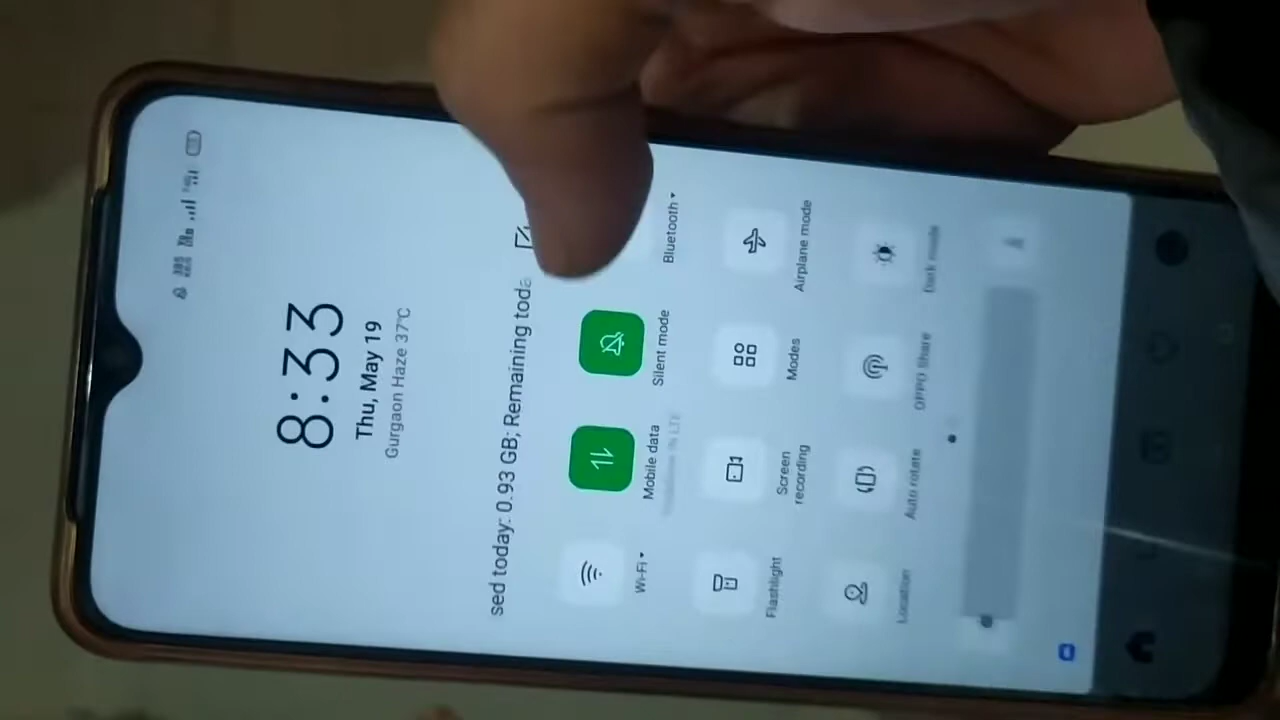 8:33
Thu, May 19
Gurgaon Haze 37°C
sed today: 0.93 GB; Remaining toda
Wi-Fi
Mobile data
Silent mode
Bluetooth
Flashlight
Screen recording
Modes
Airplane mode
Location
Auto rotate
OPPO Share
Dark mode